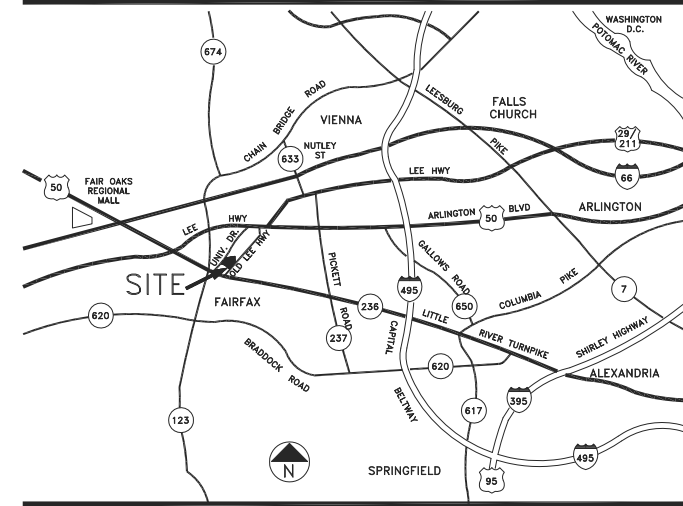 WASHINGTON
D.C.
POTOMAC RIVER
674
LEESBURG
PIKE
FALLS
CHURCH
CHAIN BRIDGE ROAD
VIENNA
29/
211
NUTLEY
ST
633
66
LEE HWY
50
FAIR OAKS
REGIONAL
MALL
ARLINGTON
ARLINGTON BLVD
50
LEE HWY
UNIV. DR.
OLD LEE HWY
SITE
FAIRFAX
PICKETT
ROAD
GALLOWS ROAD
495
650
COLUMBIA PIKE
7
236
LITTLE
RIVER TURNPIKE
SHIRLEY HIGHWAY
620
237
CAPITAL
BELTWAY
BRADDOCK ROAD
620
ALEXANDRIA
395
617
123
495
N
SPRINGFIELD
95